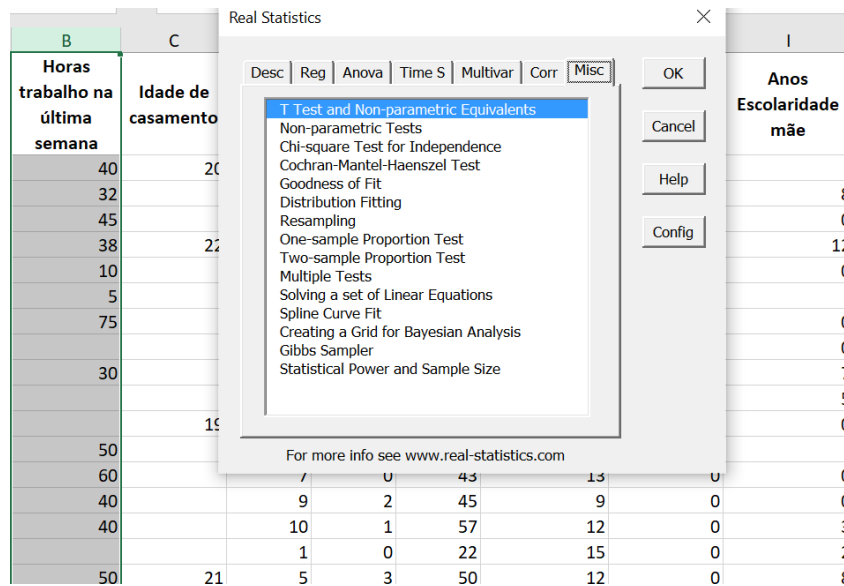 Real Statistics
B C I
Horas
trabalho na
última
semana
Idade de
casamento
Anos
Escolaridade
mãe
Desc Reg Anova Time S Multivar Corr Misc
T Test and Non-parametric Equivalents
Non-parametric Tests
Chi-square Test for Independence
Cochran-Mantel-Haenszel Test
Goodness of Fit
Distribution Fitting
Resampling
One-sample Proportion Test
Two-sample Proportion Test
Multiple Tests
Solving a set of Linear Equations
Spline Curve Fit
Creating a Grid for Bayesian Analysis
Gibbs Sampler
Statistical Power and Sample Size
OK
Cancel
Help
Config
For more info see www.real-statistics.com
40 20
32
45
38 22 12
10
5
75
30
19
50
60 7 0 43 13 0
40 9 2 45 9 0
40 10 1 57 12 0
1 0 22 15 0
50 21 5 3 50 12 0